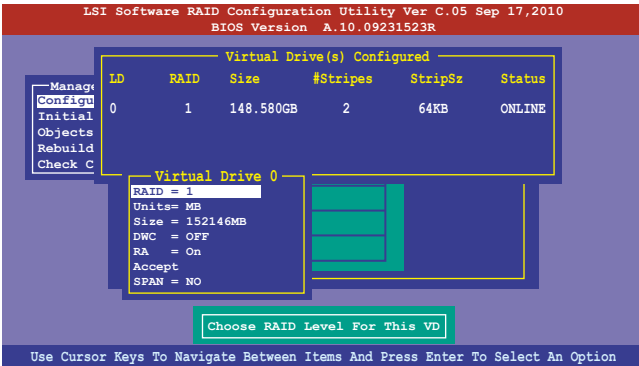 LSI Software RAID Configuration Utility Ver C.05 Sep 17,2010
BIOS Version A.10.09231523R
Virtual Drive(s) Configured
LD RAID Size #Stripes StripSz Status
0 1 148.580GB 2 64KB ONLINE
Manage
Configu
Initial
Objects
Rebuild
Check C
Virtual Drive 0
RAID = 1
Units= MB
Size = 152146MB
DWC = OFF
RA = On
Accept
SPAN = NO
Choose RAID Level For This VD
Use Cursor Keys To Navigate Between Items And Press Enter To Select An Option